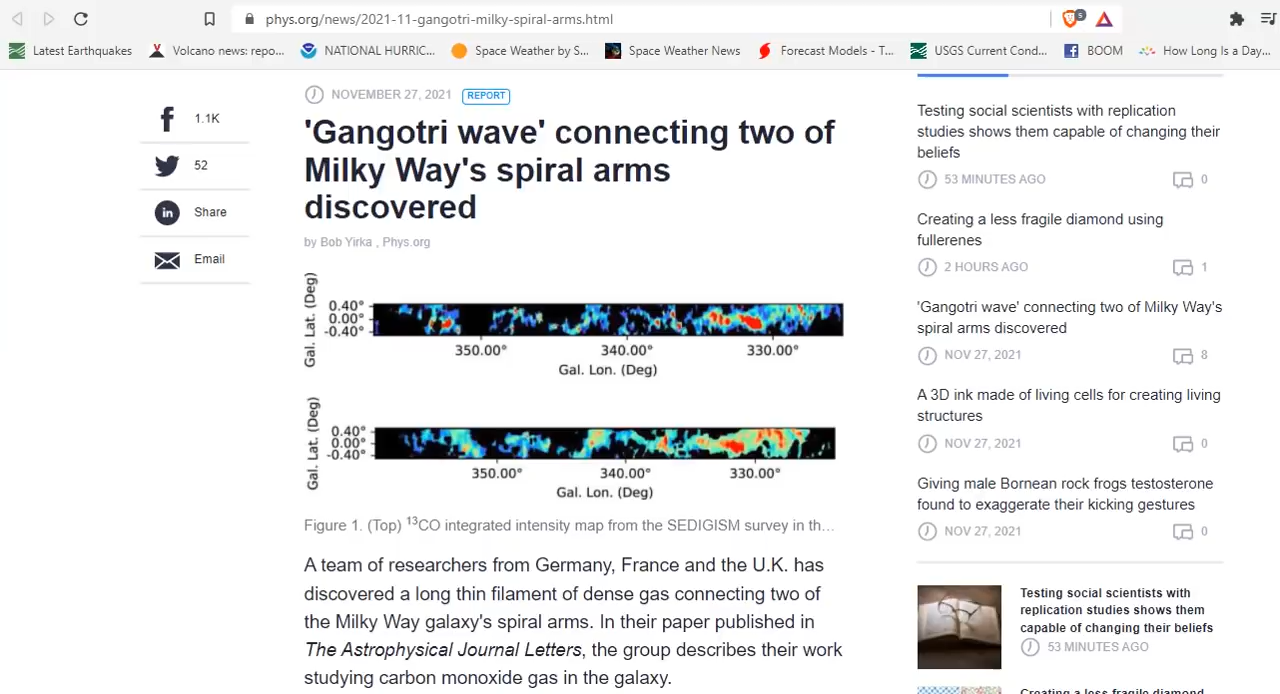 phys.org/news/2021-11-gangotri-milky-spiral-arms.html
5
Latest Earthquakes
Volcano news: repo...
NATIONAL HURRIC...
Space Weather by S...
Space Weather News
Forecast Models - T...
USGS Current Cond...
BOOM
How Long Is a Day...
1.1K
52
Share
Email
NOVEMBER 27, 2021 REPORT
'Gangotri wave' connecting two of
Milky Way's spiral arms
discovered
by Bob Yirka , Phys.org
Gal. Lat. (Deg)
0.40°
0.00°
-0.40°
350.00° 340.00° 330.00°
Gal. Lon. (Deg)
Gal. Lat. (Deg)
0.40°
0.00°
-0.40°
350.00° 340.00° 330.00°
Gal. Lon. (Deg)
Figure 1. (Top) ¹³CO integrated intensity map from the SEDIGISM survey in th...
A team of researchers from Germany, France and the U.K. has
discovered a long thin filament of dense gas connecting two of
the Milky Way galaxy's spiral arms. In their paper published in
The Astrophysical Journal Letters, the group describes their work
studying carbon monoxide gas in the galaxy.
Testing social scientists with replication
studies shows them capable of changing their
beliefs
53 MINUTES AGO 0
Creating a less fragile diamond using
fullerenes
2 HOURS AGO 1
'Gangotri wave' connecting two of Milky Way's
spiral arms discovered
NOV 27, 2021 8
A 3D ink made of living cells for creating living
structures
NOV 27, 2021 0
Giving male Bornean rock frogs testosterone
found to exaggerate their kicking gestures
NOV 27, 2021 0
Testing social scientists with
replication studies shows them
capable of changing their beliefs
53 MINUTES AGO
Creating a less fragile diamond